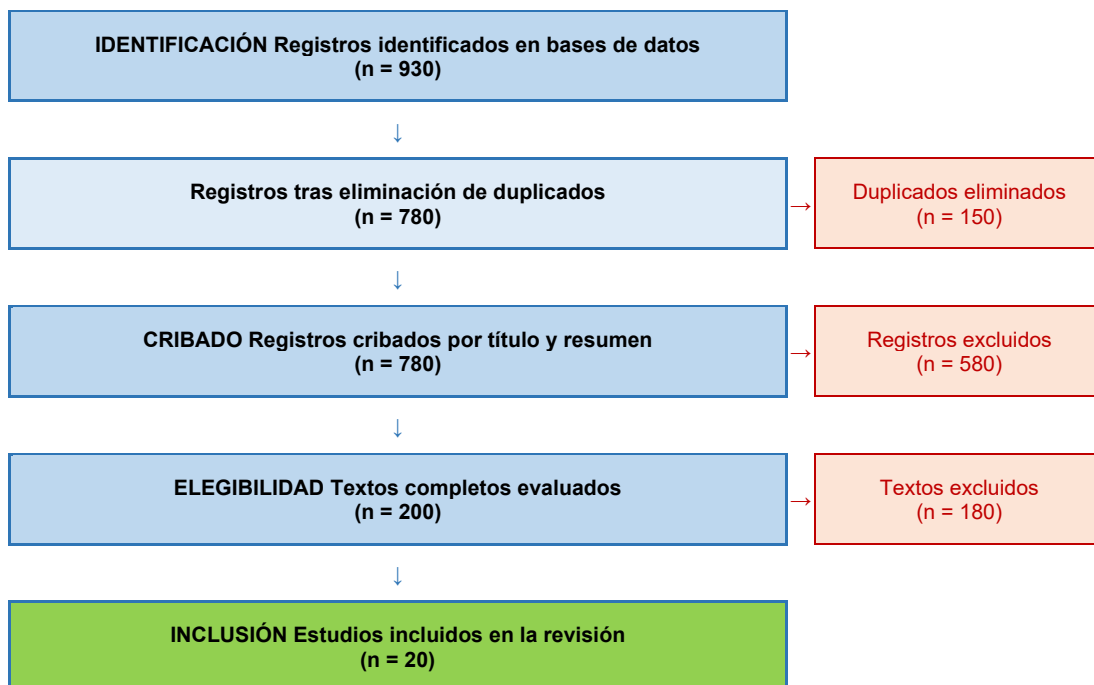 IDENTIFICACIÓN Registros identificados en bases de datos
(n = 930)
↓
Registros tras eliminación de duplicados
(n = 780)
→
Duplicados eliminados
(n = 150)
↓
CRIBADO Registros cribados por título y resumen
(n = 780)
→
Registros excluidos
(n = 580)
↓
ELEGIBILIDAD Textos completos evaluados
(n = 200)
→
Textos excluidos
(n = 180)
↓
INCLUSIÓN Estudios incluidos en la revisión
(n = 20)